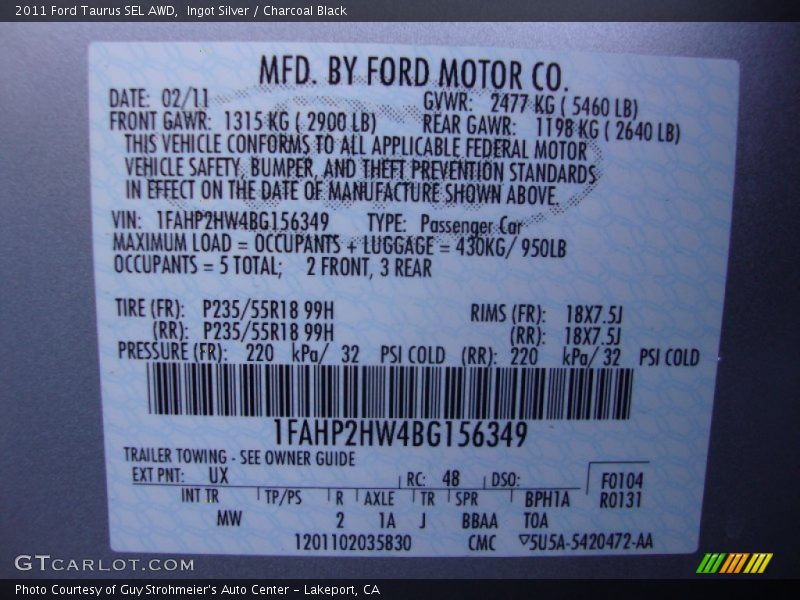 2011 Ford Taurus SEL AWD,  Ingot Silver / Charcoal Black
MFD. BY FORD MOTOR CO.
DATE: 02/11 GVWR: 2477 KG ( 5460 LB)
FRONT GAWR: 1315 KG ( 2900 LB) REAR GAWR: 1198 KG ( 2640 LB)
THIS VEHICLE CONFORMS TO ALL APPLICABLE FEDERAL MOTOR
VEHICLE SAFETY, BUMPER, AND THEFT PREVENTION STANDARDS
IN EFFECT ON THE DATE OF MANUFACTURE SHOWN ABOVE.
VIN: 1FAHP2HW4BG156349 TYPE: Passenger Car
MAXIMUM LOAD = OCCUPANTS + LUGGAGE = 430KG/ 950LB
OCCUPANTS = 5 TOTAL; 2 FRONT, 3 REAR
TIRE (FR): P235/55R18 99H RIMS (FR): 18X7.5J
(RR): P235/55R18 99H (RR): 18X7.5J
PRESSURE (FR): 220 kPa/ 32 PSI COLD (RR): 220 kPa/ 32 PSI COLD
1FAHP2HW4BG156349
TRAILER TOWING - SEE OWNER GUIDE
EXT PNT: UX RC: 48 DSO: F0104
INT TR TP/PS R AXLE TR SPR BPH1A R0131
MW 2 1A J BBAA TOA
1201102035830 CMC ▽5U5A-5420472-AA
GTCARLOT.COM
Photo Courtesy of Guy Strohmeier's Auto Center – Lakeport, CA